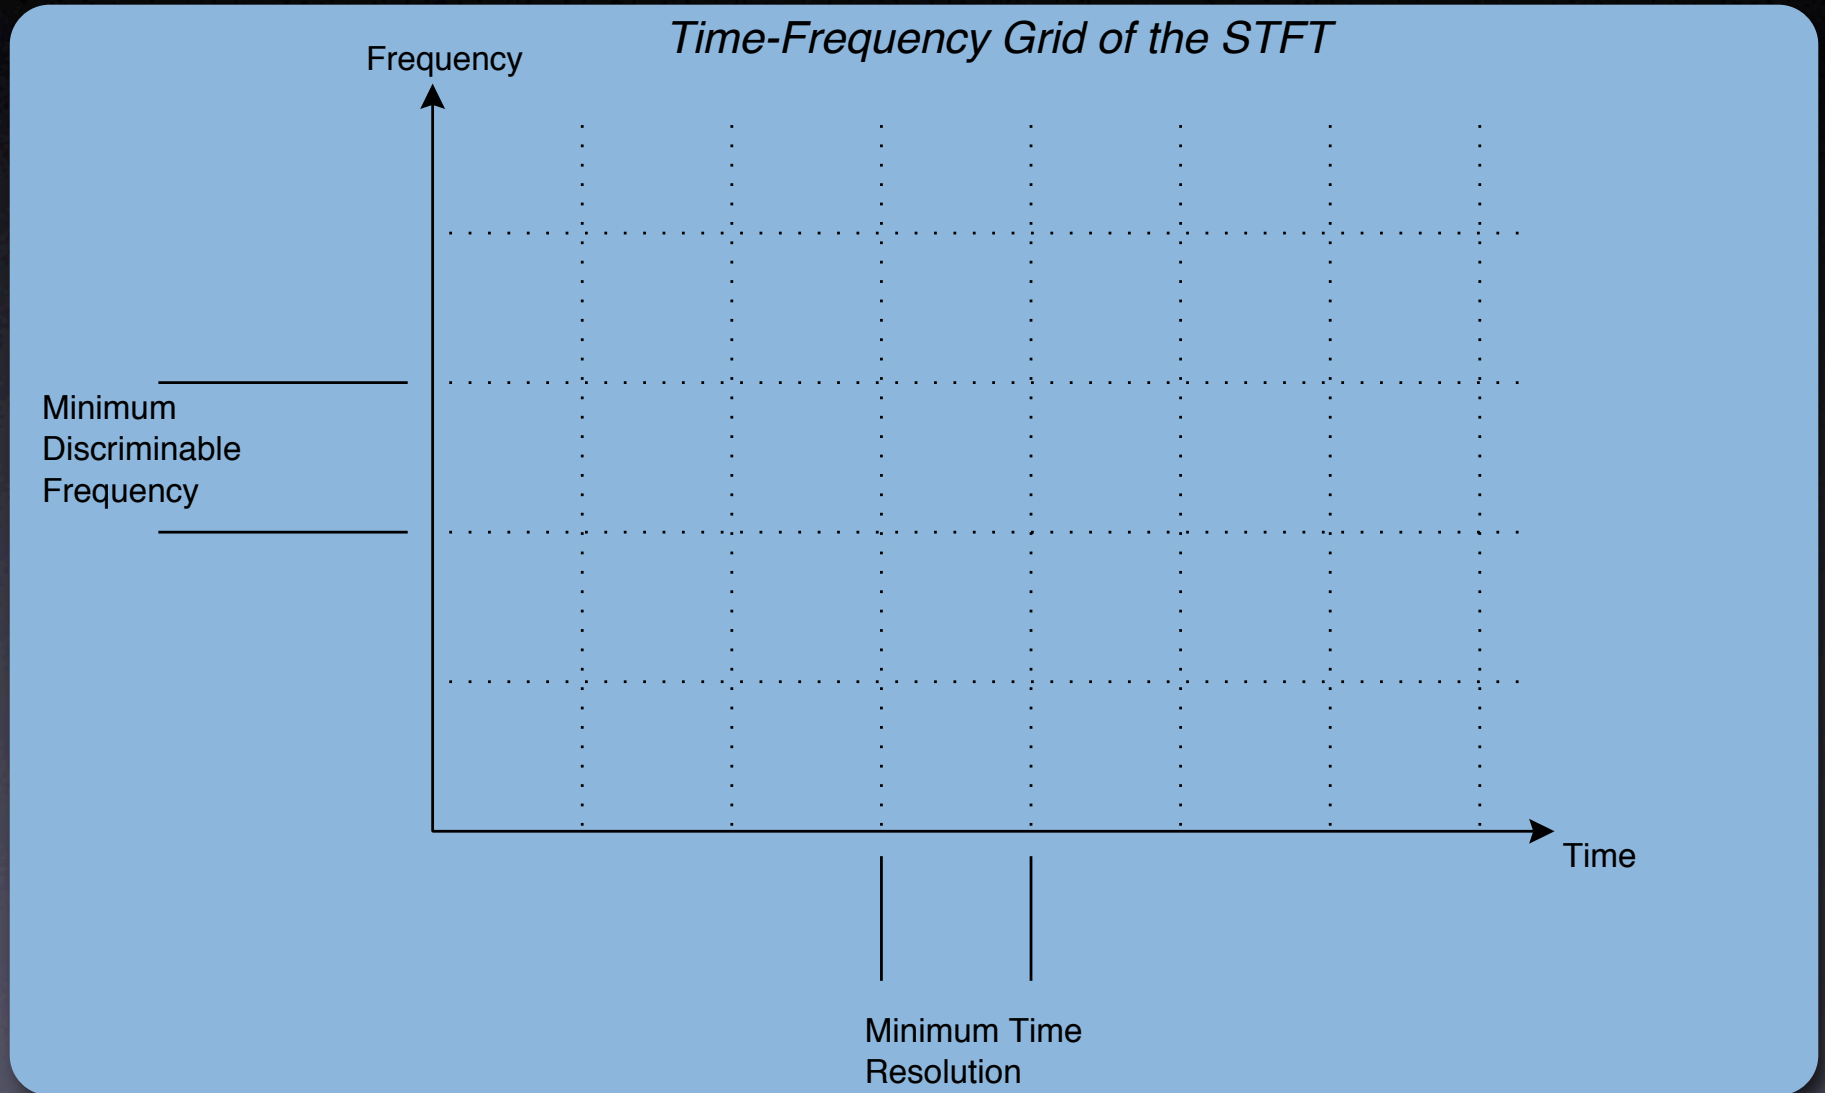 Time-Frequency Grid of the STFT
Frequency
Minimum
Discriminable
Frequency
Time
Minimum Time
Resolution